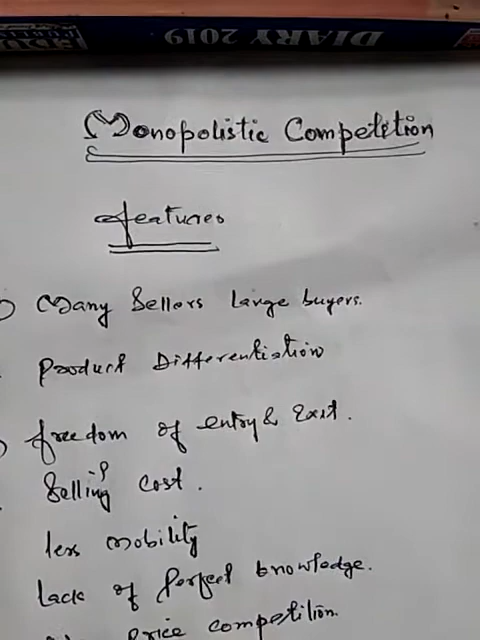 DIARY 2019
Monopolistic Competition
features
Many Sellers Large buyers.
Product Differentiation
freedom of entry & Exit.
Selling Cost.
less mobility
Lack of perfect knowledge.
price competition.